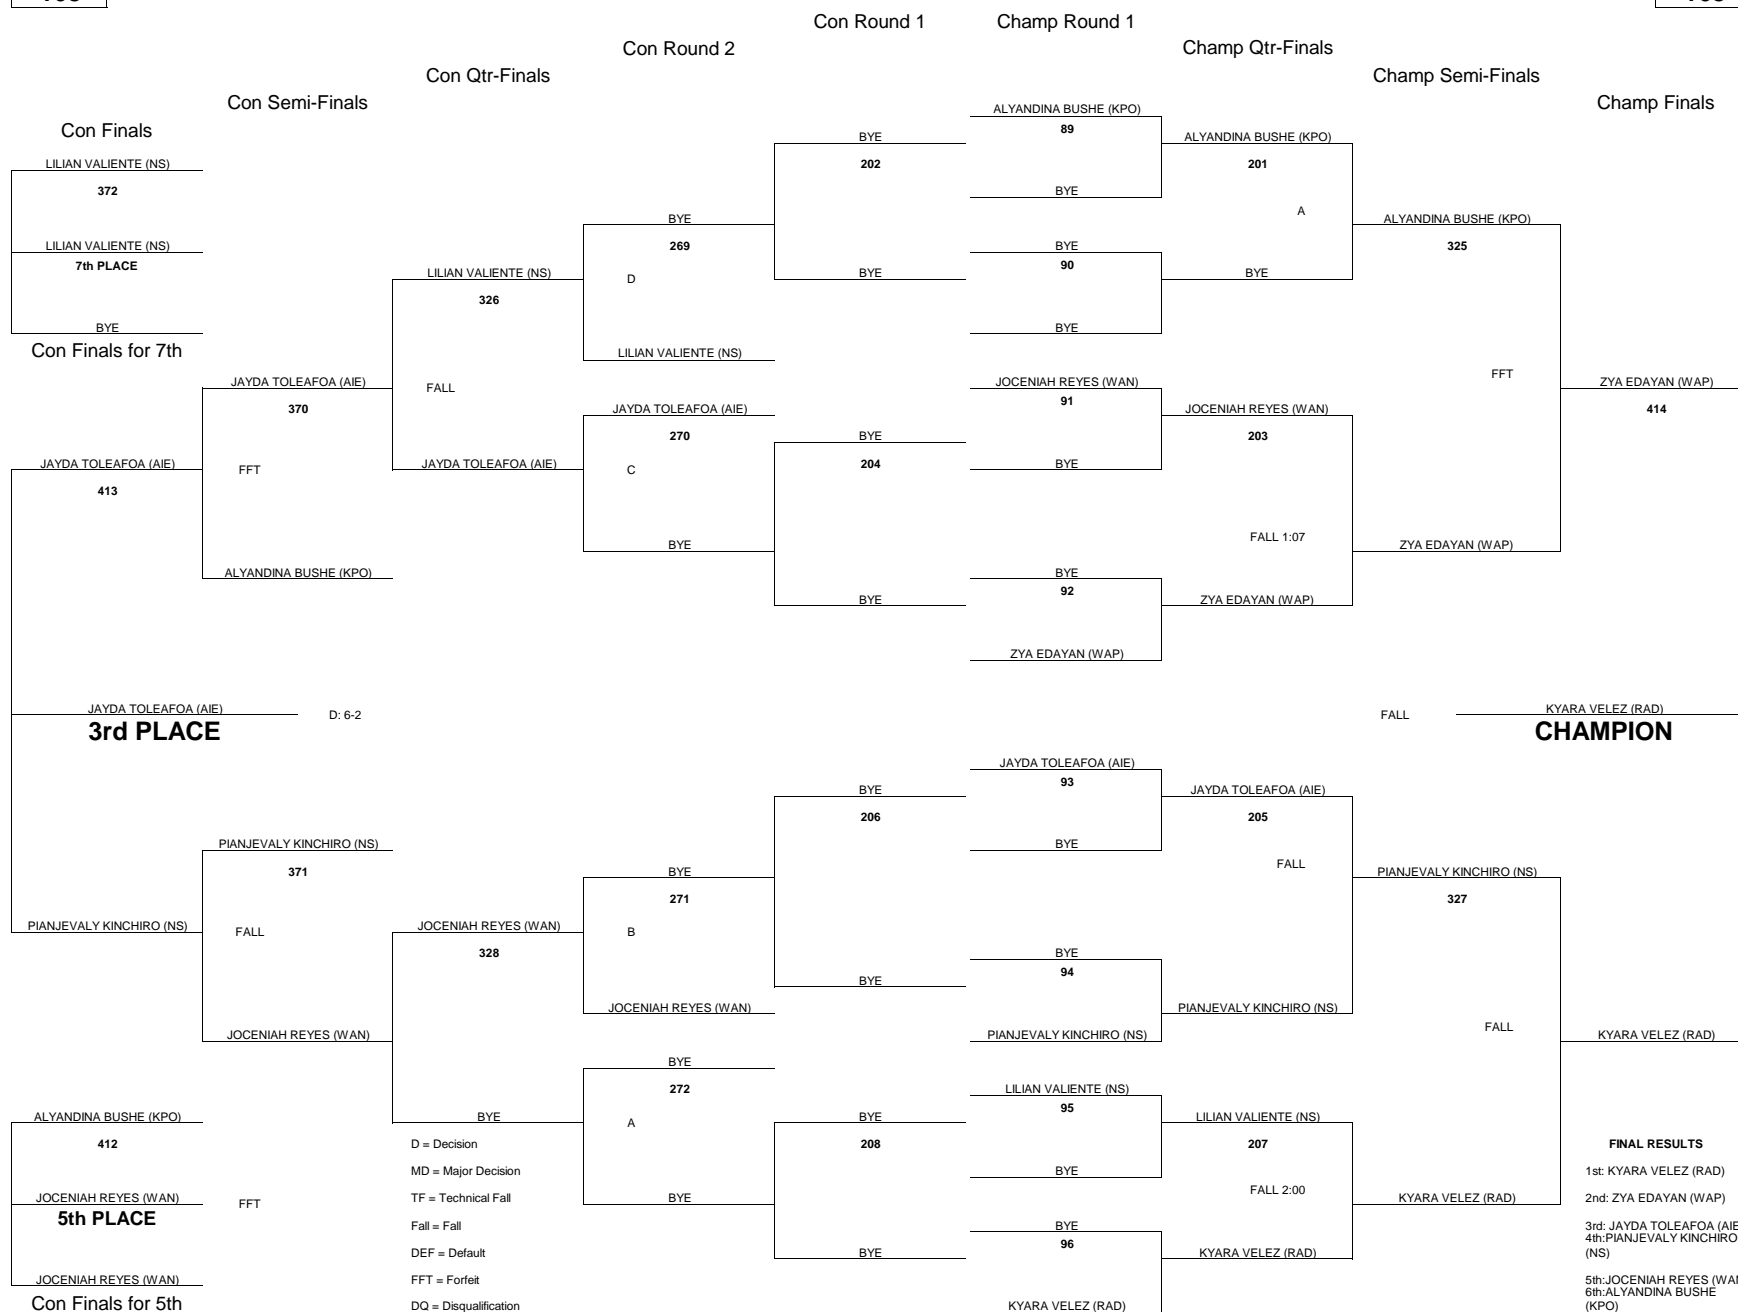 Con Round 1
Champ Round 1
Con Round 2
Champ Qtr-Finals
Con Qtr-Finals
Champ Semi-Finals
Con Semi-Finals
Champ Finals
Con Finals
ALYANDINA BUSHE (KPO)
89
BYE
ALYANDINA BUSHE (KPO)
LILIAN VALIENTE (NS)
202
201
372
BYE
A
BYE
ALYANDINA BUSHE (KPO)
LILIAN VALIENTE (NS)
269
BYE
325
7th PLACE
90
LILIAN VALIENTE (NS)
D
BYE
BYE
326
BYE
BYE
Con Finals for 7th
LILIAN VALIENTE (NS)
JAYDA TOLEAFOA (AIE)
FALL
JOCENIAH REYES (WAN)
FFT
ZYA EDAYAN (WAP)
370
91
414
JAYDA TOLEAFOA (AIE)
JOCENIAH REYES (WAN)
270
BYE
203
JAYDA TOLEAFOA (AIE)
FFT
JAYDA TOLEAFOA (AIE)
C
204
BYE
413
FALL 1:07
BYE
ZYA EDAYAN (WAP)
ALYANDINA BUSHE (KPO)
BYE
92
BYE
ZYA EDAYAN (WAP)
ZYA EDAYAN (WAP)
JAYDA TOLEAFOA (AIE)
D: 6-2
FALL
KYARA VELEZ (RAD)
3rd PLACE
CHAMPION
JAYDA TOLEAFOA (AIE)
93
BYE
JAYDA TOLEAFOA (AIE)
206
205
PIANJEVALY KINCHIRO (NS)
BYE
371
BYE
FALL
PIANJEVALY KINCHIRO (NS)
271
327
PIANJEVALY KINCHIRO (NS)
FALL
JOCENIAH REYES (WAN)
B
328
BYE
94
BYE
JOCENIAH REYES (WAN)
PIANJEVALY KINCHIRO (NS)
JOCENIAH REYES (WAN)
PIANJEVALY KINCHIRO (NS)
FALL
KYARA VELEZ (RAD)
BYE
272
LILIAN VALIENTE (NS)
95
ALYANDINA BUSHE (KPO)
BYE
A
BYE
LILIAN VALIENTE (NS)
412
D = Decision
208
207
FINAL RESULTS
MD = Major Decision
BYE
1st: KYARA VELEZ (RAD)
FALL 2:00
JOCENIAH REYES (WAN)
FFT
TF = Technical Fall
BYE
KYARA VELEZ (RAD)
2nd: ZYA EDAYAN (WAP)
5th PLACE
Fall = Fall
BYE
3rd: JAYDA TOLEAFOA (AIE
96
4th:PIANJEVALY KINCHIRO
DEF = Default
BYE
KYARA VELEZ (RAD)
(NS)
JOCENIAH REYES (WAN)
FFT = Forfeit
5th:JOCENIAH REYES (WAN
6th:ALYANDINA BUSHE
Con Finals for 5th
DQ = Disqualification
KYARA VELEZ (RAD)
(KPO)